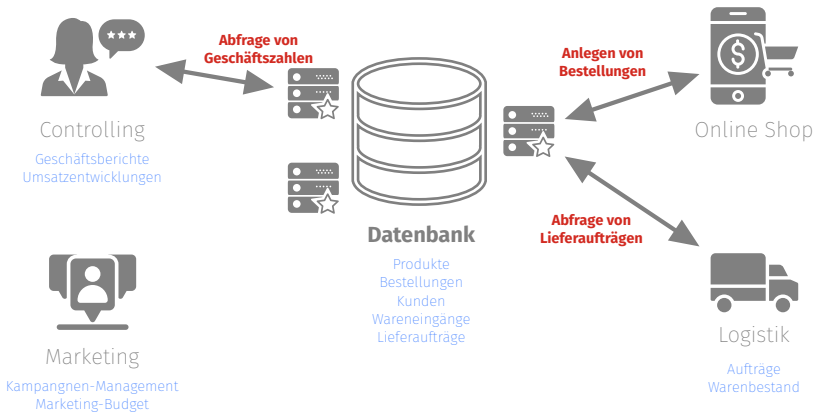 Abfrage von
Geschäftszahlen
Anlegen von
Bestellungen
Controlling
Geschäftsberichte
Umsatzentwicklungen
Online Shop
Datenbank
Produkte
Bestellungen
Kunden
Wareneingänge
Lieferaufträge
Abfrage von
Lieferaufträgen
Marketing
Kampangnen-Management
Marketing-Budget
Logistik
Aufträge
Warenbestand